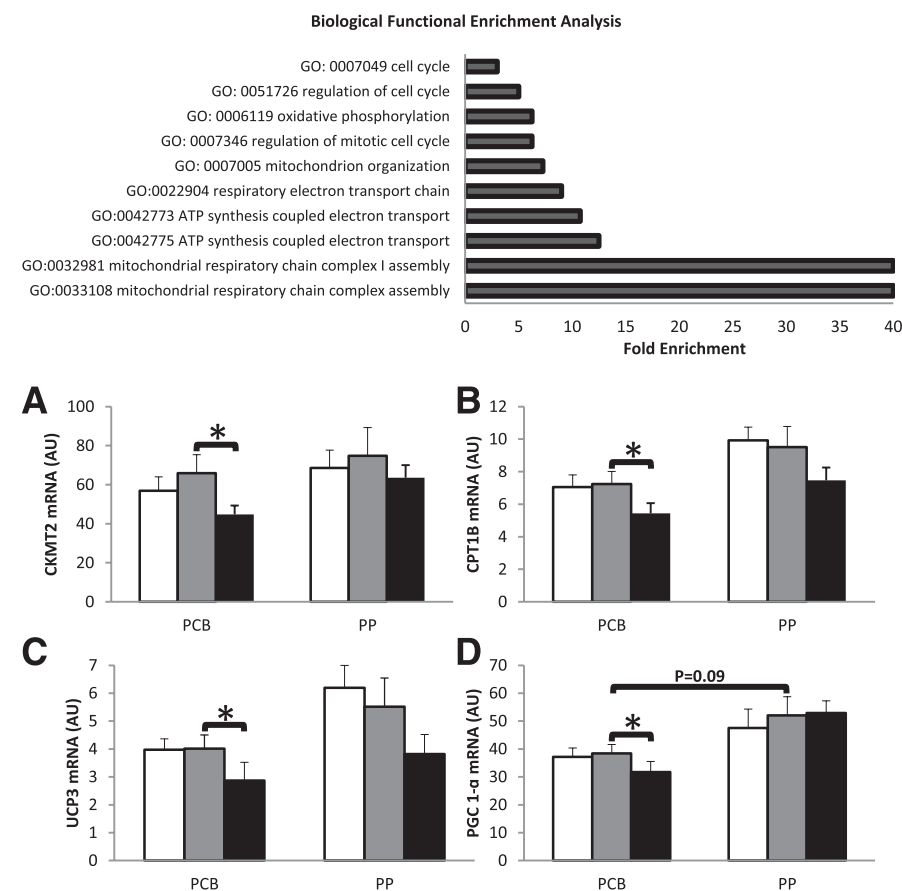 Biological Functional Enrichment Analysis
GO: 0007049 cell cycle
GO: 0051726 regulation of cell cycle
GO: 0006119 oxidative phosphorylation
GO: 0007346 regulation of mitotic cell cycle
GO: 0007005 mitochondrion organization
GO:0022904 respiratory electron transport chain
GO:0042773 ATP synthesis coupled electron transport
GO:0042775 ATP synthesis coupled electron transport
GO:0032981 mitochondrial respiratory chain complex I assembly
GO:0033108 mitochondrial respiratory chain complex assembly
0 5 10 15 20 25 30 35 40
Fold Enrichment
A
CKMT2 mRNA (AU)
100
80
60
40
20
0
*
PCB PP
B
CPT1B mRNA (AU)
12
10
8
6
4
2
0
*
PCB PP
C
UCP3 mRNA (AU)
7
6
5
4
3
2
1
0
*
PCB PP
D
PGC 1-α mRNA (AU)
70
60
50
40
30
20
10
0
P=0.09
*
PCB PP